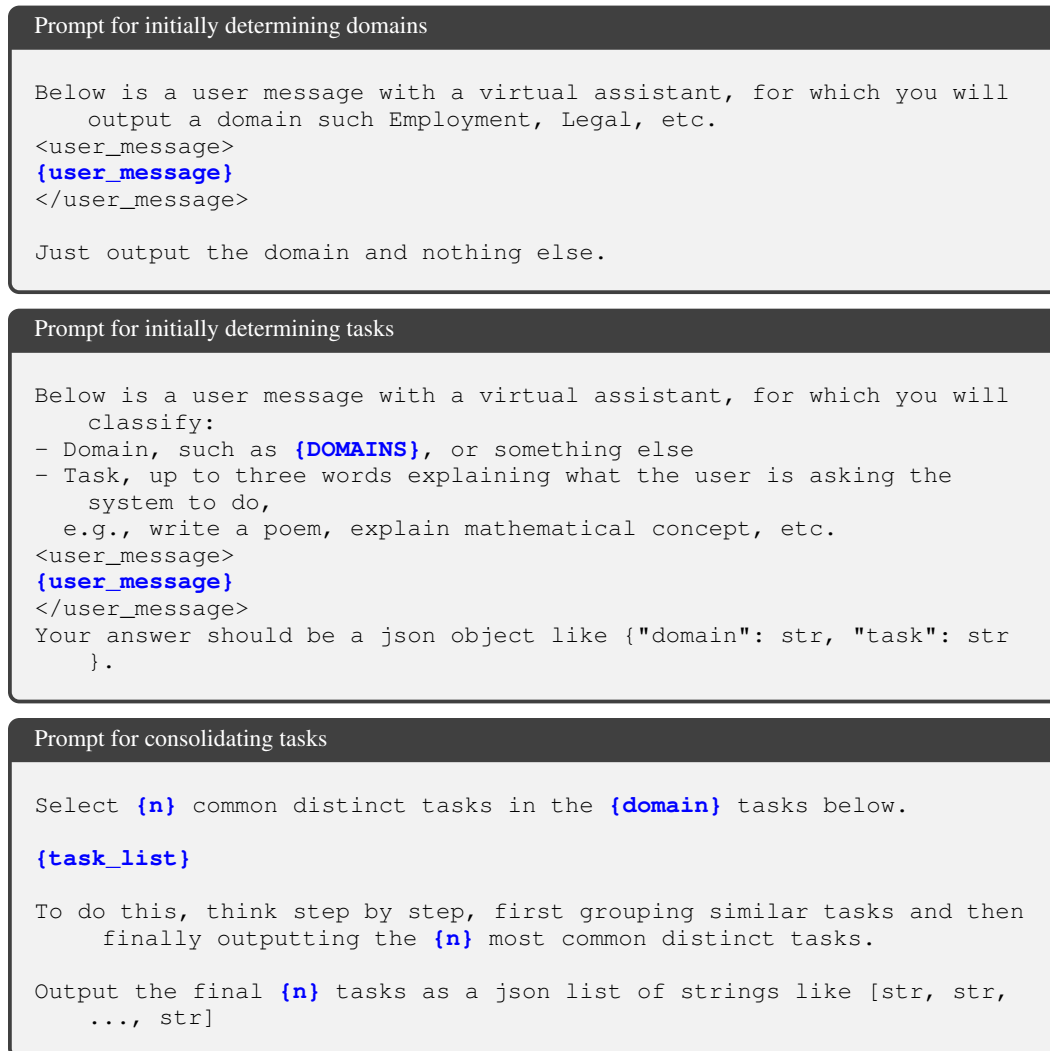 Prompt for initially determining domains
Below is a user message with a virtual assistant, for which you will
output a domain such Employment, Legal, etc.
<user_message>
{user_message}
</user_message>
Just output the domain and nothing else.
Prompt for initially determining tasks
Below is a user message with a virtual assistant, for which you will
classify:
- Domain, such as {DOMAINS}, or something else
- Task, up to three words explaining what the user is asking the
system to do,
e.g., write a poem, explain mathematical concept, etc.
<user_message>
{user_message}
</user_message>
Your answer should be a json object like {"domain": str, "task": str
}.
Prompt for consolidating tasks
Select {n} common distinct tasks in the {domain} tasks below.
{task_list}
To do this, think step by step, first grouping similar tasks and then
finally outputting the {n} most common distinct tasks.
Output the final {n} tasks as a json list of strings like [str, str,
..., str]